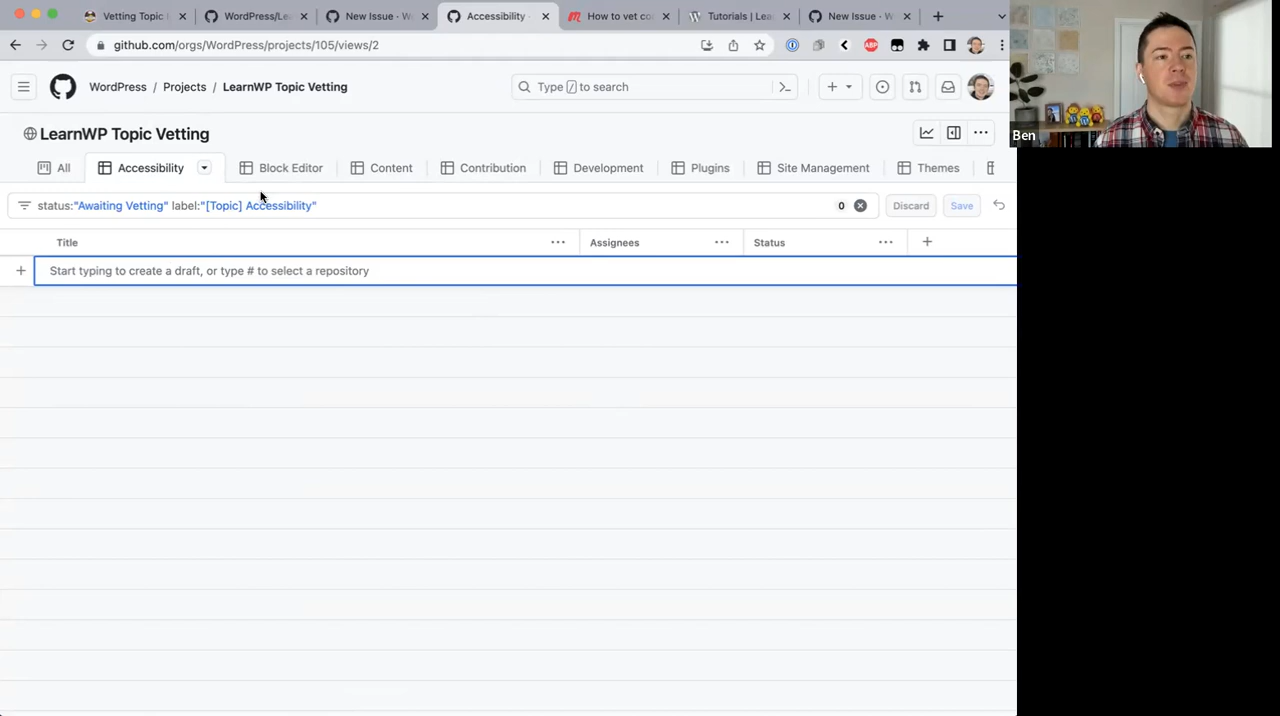 Vetting Topic
WordPress/Le
New Issue · W
Accessibility
How to vet co
Tutorials | Lea
New Issue · W
github.com/orgs/WordPress/projects/105/views/2
ABP
WordPress / Projects / LearnWP Topic Vetting
Type / to search
LearnWP Topic Vetting
All
Accessibility
Block Editor
Content
Contribution
Development
Plugins
Site Management
Themes
status:"Awaiting Vetting" label:"[Topic] Accessibility"
0
Discard
Save
Title
Assignees
Status
Start typing to create a draft, or type # to select a repository
Ben